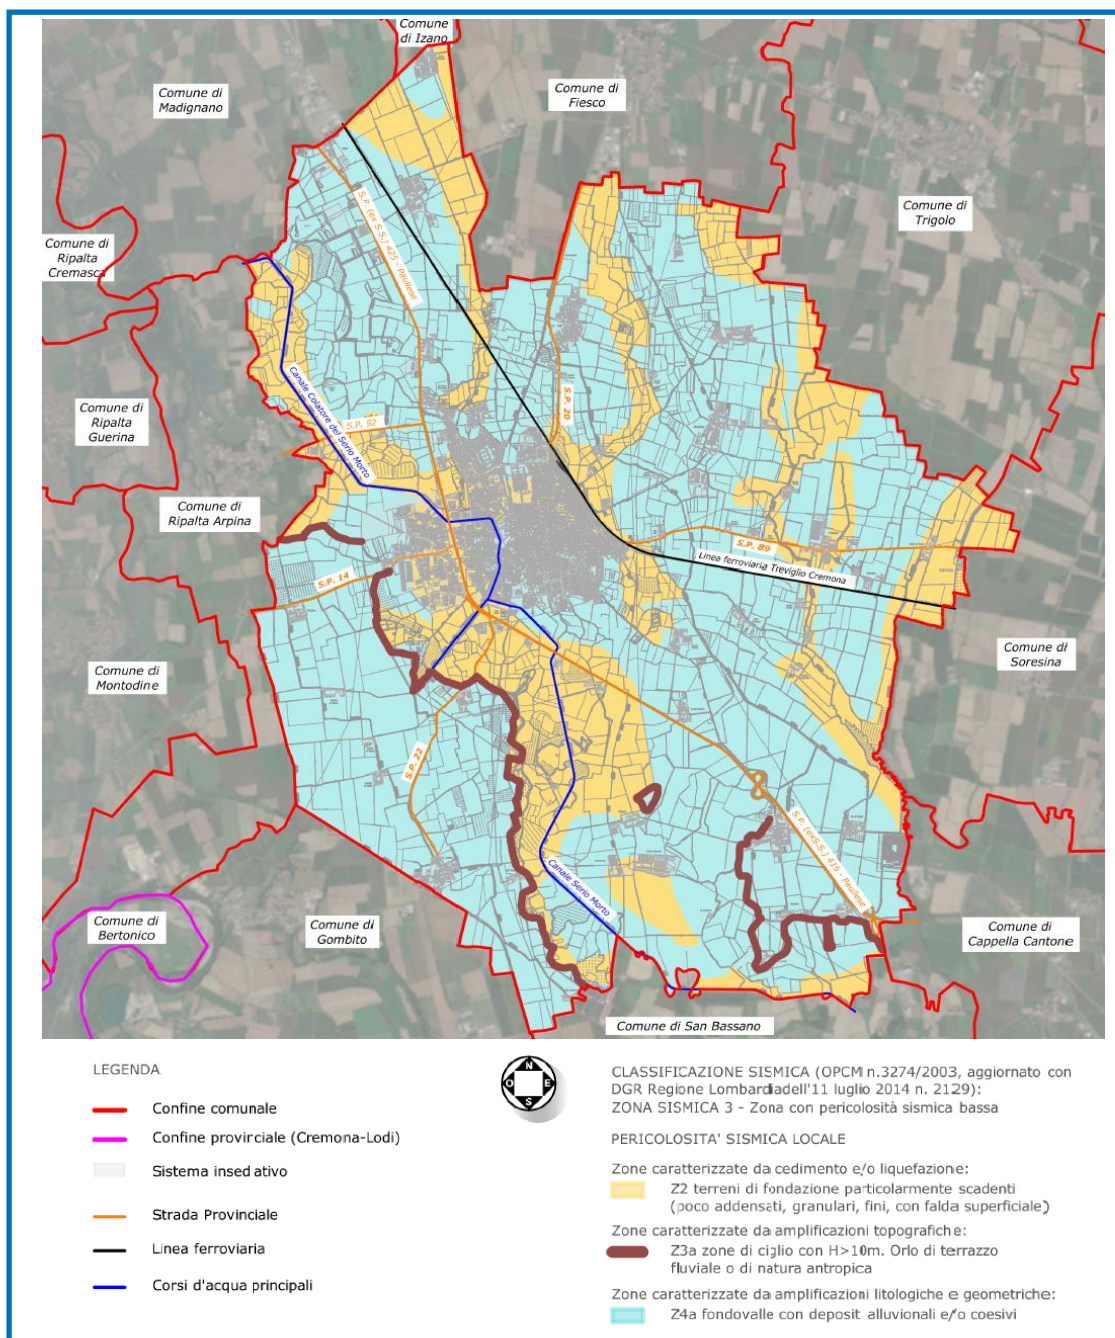 Comune
di Izano
Comune di
Madignano
Comune di
Fiesco
Comune di
Trigolo
Comune di
Ripalta
Cremasca
S.P. (ex S.S.) 425 - Paullese
Canale Colatore del Serio Morto
S.P. 52
S.P. 20
Comune di
Ripalta
Guerina
Comune di
Ripalta Arpina
S.P. 89
Linea ferroviaria Treviglio Cremona
S.P. 14
Comune di
Montodine
Comune di
Soresina
S.P. 22
S.P. (exS.S.) 415 - Paullese
Canale Serio Morto
Comune di
Bertonico
Comune di
Gombito
Comune di
Cappella Cantone
Comune di San Bassano
LEGENDA
Confine comunale
Confine provinciale (Cremona-Lodi)
Sistema insediativo
Strada Provinciale
Linea ferroviaria
Corsi d'acqua principali
N
O E
S
CLASSIFICAZIONE SISMICA (OPCM n.3274/2003, aggiornato con
DGR Regione Lombardiadell'11 luglio 2014 n. 2129):
ZONA SISMICA 3 - Zona con pericolosità sismica bassa
PERICOLOSITA' SISMICA LOCALE
Zone caratterizzate da cedimento e/o liquefazione:
Z2 terreni di fondazione particolarmente scadenti
(poco addensati, granulari, fini, con falda superficiale)
Zone caratterizzate da amplificazioni topografiche:
Z3a zone di ciglio con H>10m. Orlo di terrazzo
fluviale o di natura antropica
Zone caratterizzate da amplificazioni litologiche e geometriche:
Z4a fondovalle con depositi alluvionali e/o coesivi